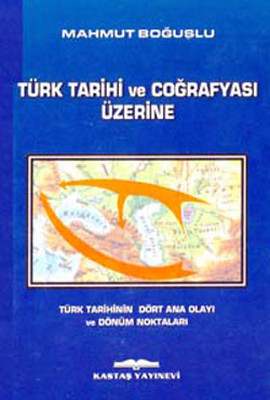 MAHMUT BOĞUŞLU
TÜRK TARİHİ ve COĞRAFYASI
ÜZERİNE
TÜRK TARİHİNİN DÖRT ANA OLAYI
ve DÖNÜM NOKTALARI
KASTAŞ YAYINEVİ